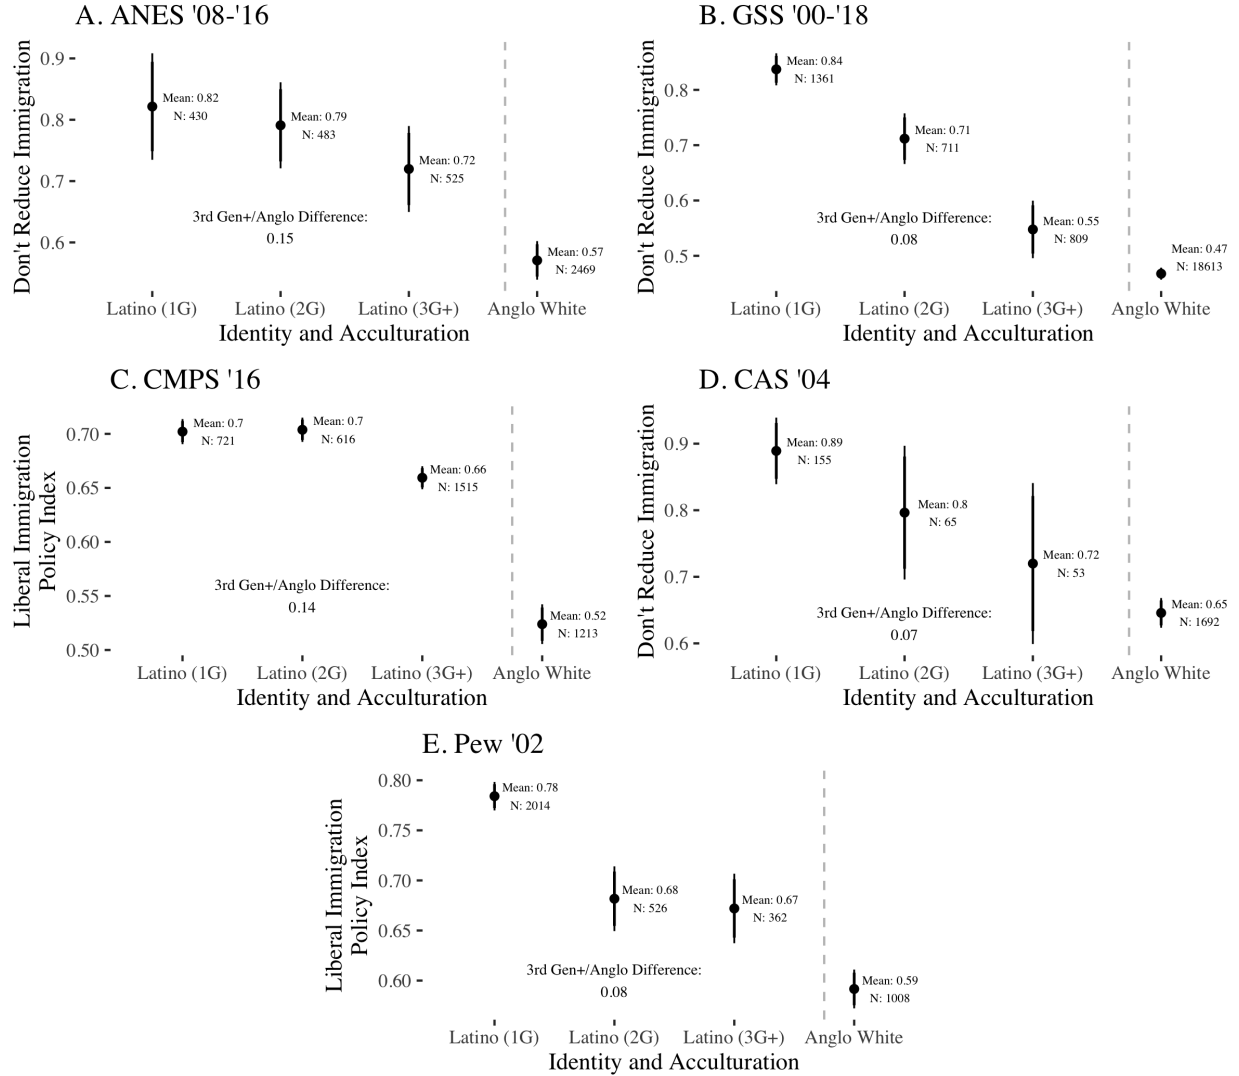 A. ANES '08-'16
Don't Reduce Immigration
0.9
0.8
0.7
0.6
Mean: 0.82
N: 430
Mean: 0.79
N: 483
Mean: 0.72
N: 525
3rd Gen+/Anglo Difference:
0.15
Mean: 0.57
N: 2469
Latino (1G) Latino (2G) Latino (3G+) Anglo White
Identity and Acculturation
B. GSS '00-'18
Don't Reduce Immigration
0.8
0.7
0.6
0.5
Mean: 0.84
N: 1361
Mean: 0.71
N: 711
Mean: 0.55
N: 809
3rd Gen+/Anglo Difference:
0.08
Mean: 0.47
N: 18613
Latino (1G) Latino (2G) Latino (3G+) Anglo White
Identity and Acculturation
C. CMPS '16
Liberal Immigration
Policy Index
0.70
0.65
0.60
0.55
0.50
Mean: 0.7
N: 721
Mean: 0.7
N: 616
Mean: 0.66
N: 1515
3rd Gen+/Anglo Difference:
0.14
Mean: 0.52
N: 1213
Latino (1G) Latino (2G) Latino (3G+) Anglo White
Identity and Acculturation
D. CAS '04
Don't Reduce Immigration
0.9
0.8
0.7
0.6
Mean: 0.89
N: 155
Mean: 0.8
N: 65
Mean: 0.72
N: 53
3rd Gen+/Anglo Difference:
0.07
Mean: 0.65
N: 1692
Latino (1G) Latino (2G) Latino (3G+) Anglo White
Identity and Acculturation
E. Pew '02
Liberal Immigration
Policy Index
0.80
0.75
0.70
0.65
0.60
Mean: 0.78
N: 2014
Mean: 0.68
N: 526
Mean: 0.67
N: 362
3rd Gen+/Anglo Difference:
0.08
Mean: 0.59
N: 1008
Latino (1G) Latino (2G) Latino (3G+) Anglo White
Identity and Acculturation